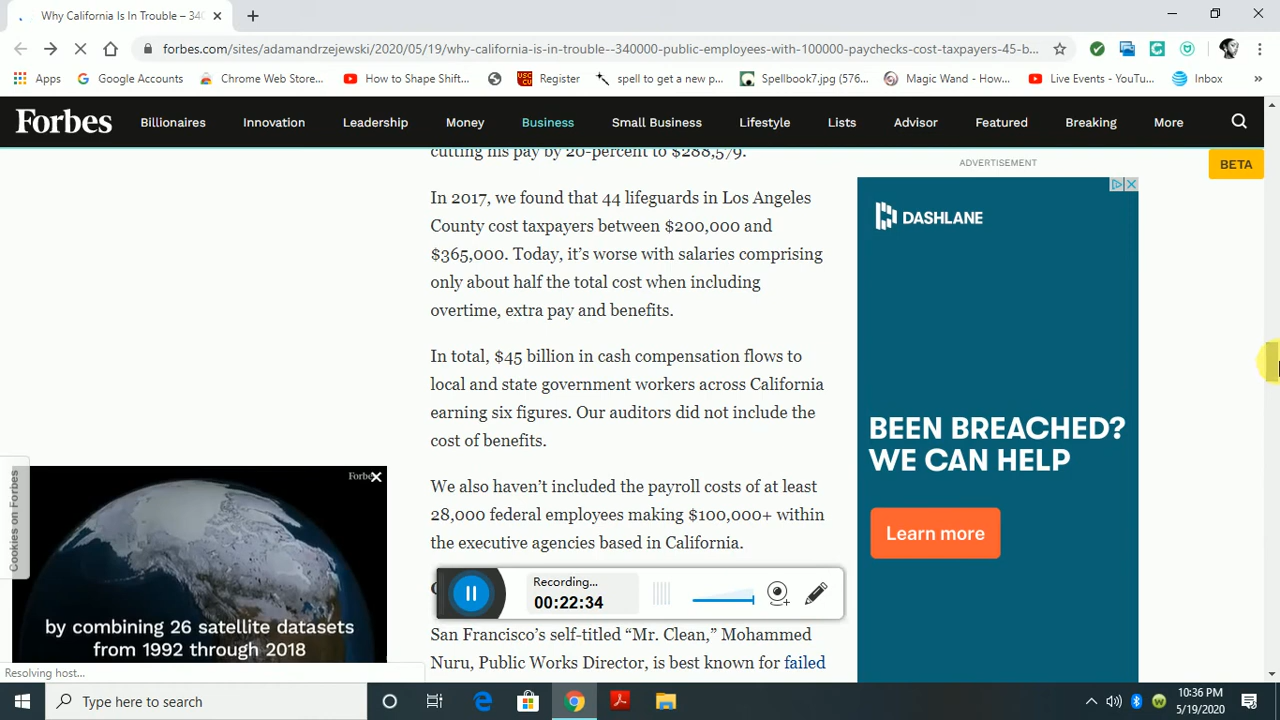 Why California Is In Trouble – 340
forbes.com/sites/adamandrzejewski/2020/05/19/why-california-is-in-trouble--340000-public-employees-with-100000-paychecks-cost-taxpayers-45-b...
Apps
Google Accounts
Chrome Web Store...
How to Shape Shift...
Register
spell to get a new p...
Spellbook7.jpg (576...
Magic Wand - How...
Live Events - YouTu...
Inbox
»
Forbes
Billionaires
Innovation
Leadership
Money
Business
Small Business
Lifestyle
Lists
Advisor
Featured
Breaking
More
BETA
cutting his pay by 20-percent to $288,579.
In 2017, we found that 44 lifeguards in Los Angeles
County cost taxpayers between $200,000 and
$365,000. Today, it’s worse with salaries comprising
only about half the total cost when including
overtime, extra pay and benefits.
In total, $45 billion in cash compensation flows to
local and state government workers across California
earning six figures. Our auditors did not include the
cost of benefits.
We also haven’t included the payroll costs of at least
28,000 federal employees making $100,000+ within
the executive agencies based in California.
San Francisco’s self-titled “Mr. Clean,” Mohammed
Nuru, Public Works Director, is best known for failed
ADVERTISEMENT
DASHLANE
BEEN BREACHED?
WE CAN HELP
Learn more
Cookies on Forbes
Forbes
by combining 26 satellite datasets
from 1992 through 2018
Recording...
00:22:34
Resolving host...
Type here to search
10:36 PM
5/19/2020